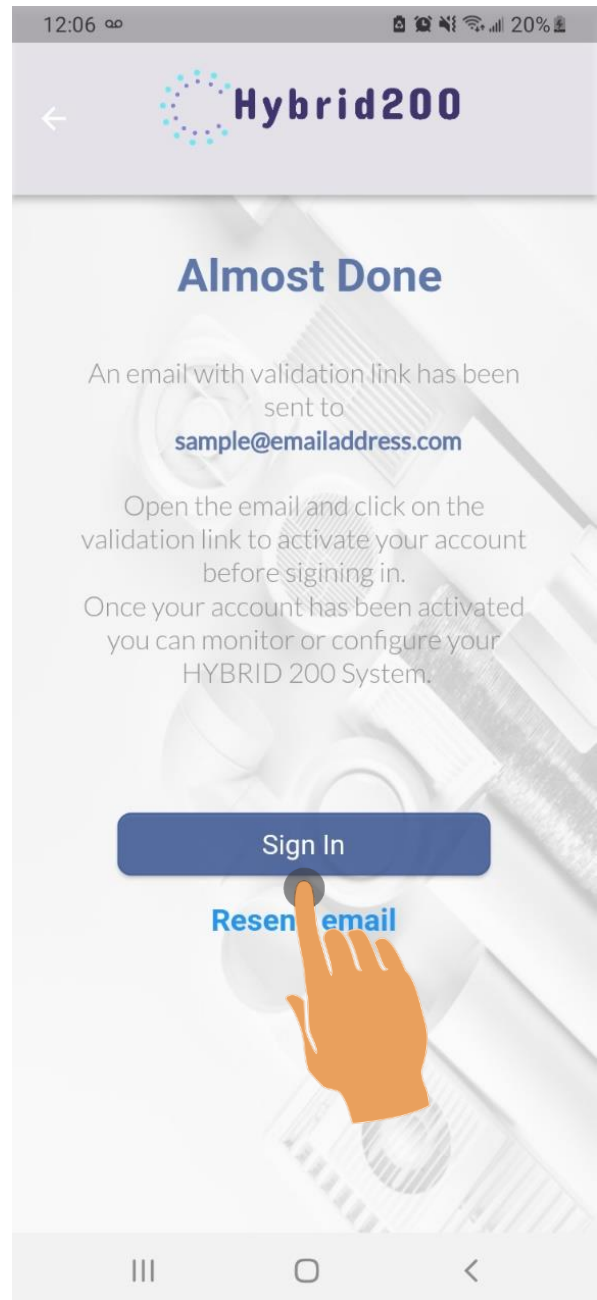 12:06 20%
Hybrid200
Almost Done
An email with validation link has been
sent to
sample@emailaddress.com
Open the email and click on the
validation link to activate your account
before sigining in.
Once your account has been activated
you can monitor or configure your
HYBRID 200 System.
Sign In
Resend email